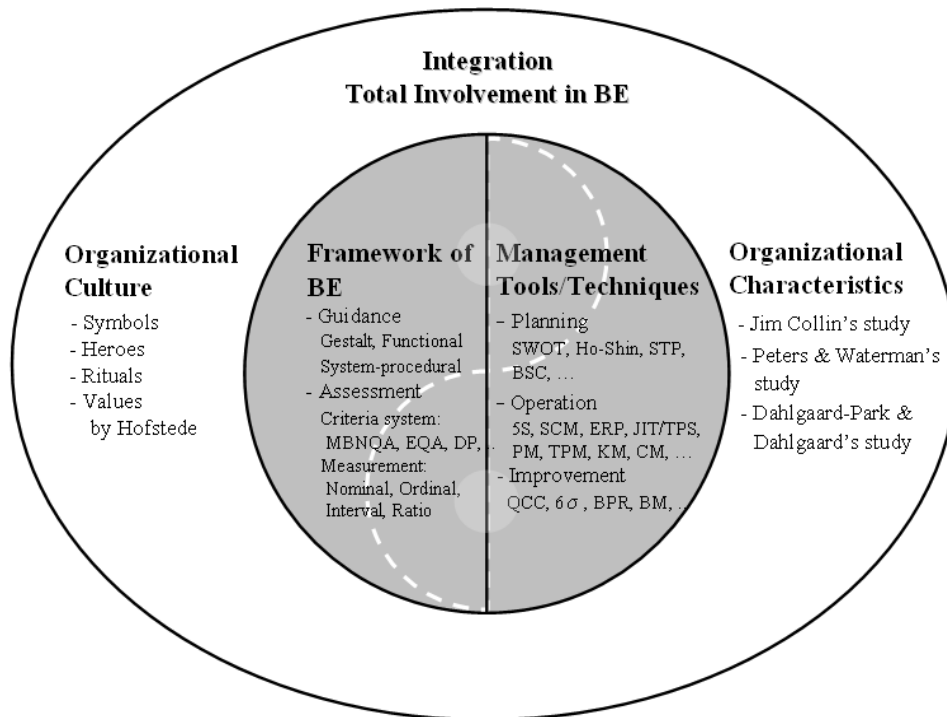 Integration
Total Involvement in BE
Organizational
Culture
- Symbols
- Heroes
- Rituals
- Values
by Hofstede
Framework of
BE
- Guidance
Gestalt, Functional
System-procedural
- Assessment
Criteria system:
MBNQA, EQA, DP, ..
Measurement:
Nominal, Ordinal,
Interval, Ratio
Management
Tools/Techniques
- Planning
SWOT, Ho-Shin, STP,
BSC, …
- Operation
5S, SCM, ERP, JIT/TPS,
PM, TPM, KM, CM, …
- Improvement
QCC, 6σ, BPR, BM, ..
Organizational
Characteristics
- Jim Collin's study
- Peters & Waterman's
study
- Dahlgaard-Park &
Dahlgaard's study